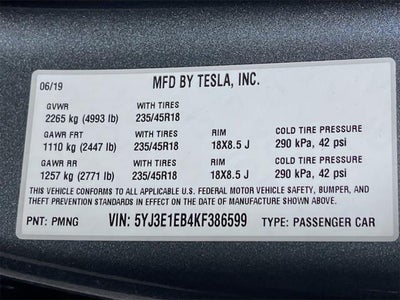 06/19 MFD BY TESLA, INC.
GVWR WITH TIRES
2265 kg (4993 lb) 235/45R18
GAWR FRT WITH TIRES RIM COLD TIRE PRESSURE
1110 kg (2447 lb) 235/45R18 18X8.5 J 290 kPa, 42 psi
GAWR RR WITH TIRES RIM COLD TIRE PRESSURE
1257 kg (2771 lb) 235/45R18 18X8.5 J 290 kPa, 42 psi
THIS VEHICLE CONFORMS TO ALL APPLICABLE U.S. FEDERAL MOTOR VEHICLE SAFETY, BUMPER, AND
THEFT PREVENTION STANDARDS IN EFFECT ON THE DATE OF MANUFACTURE SHOWN ABOVE.
PNT: PMNG VIN: 5YJ3E1EB4KF386599 TYPE: PASSENGER CAR